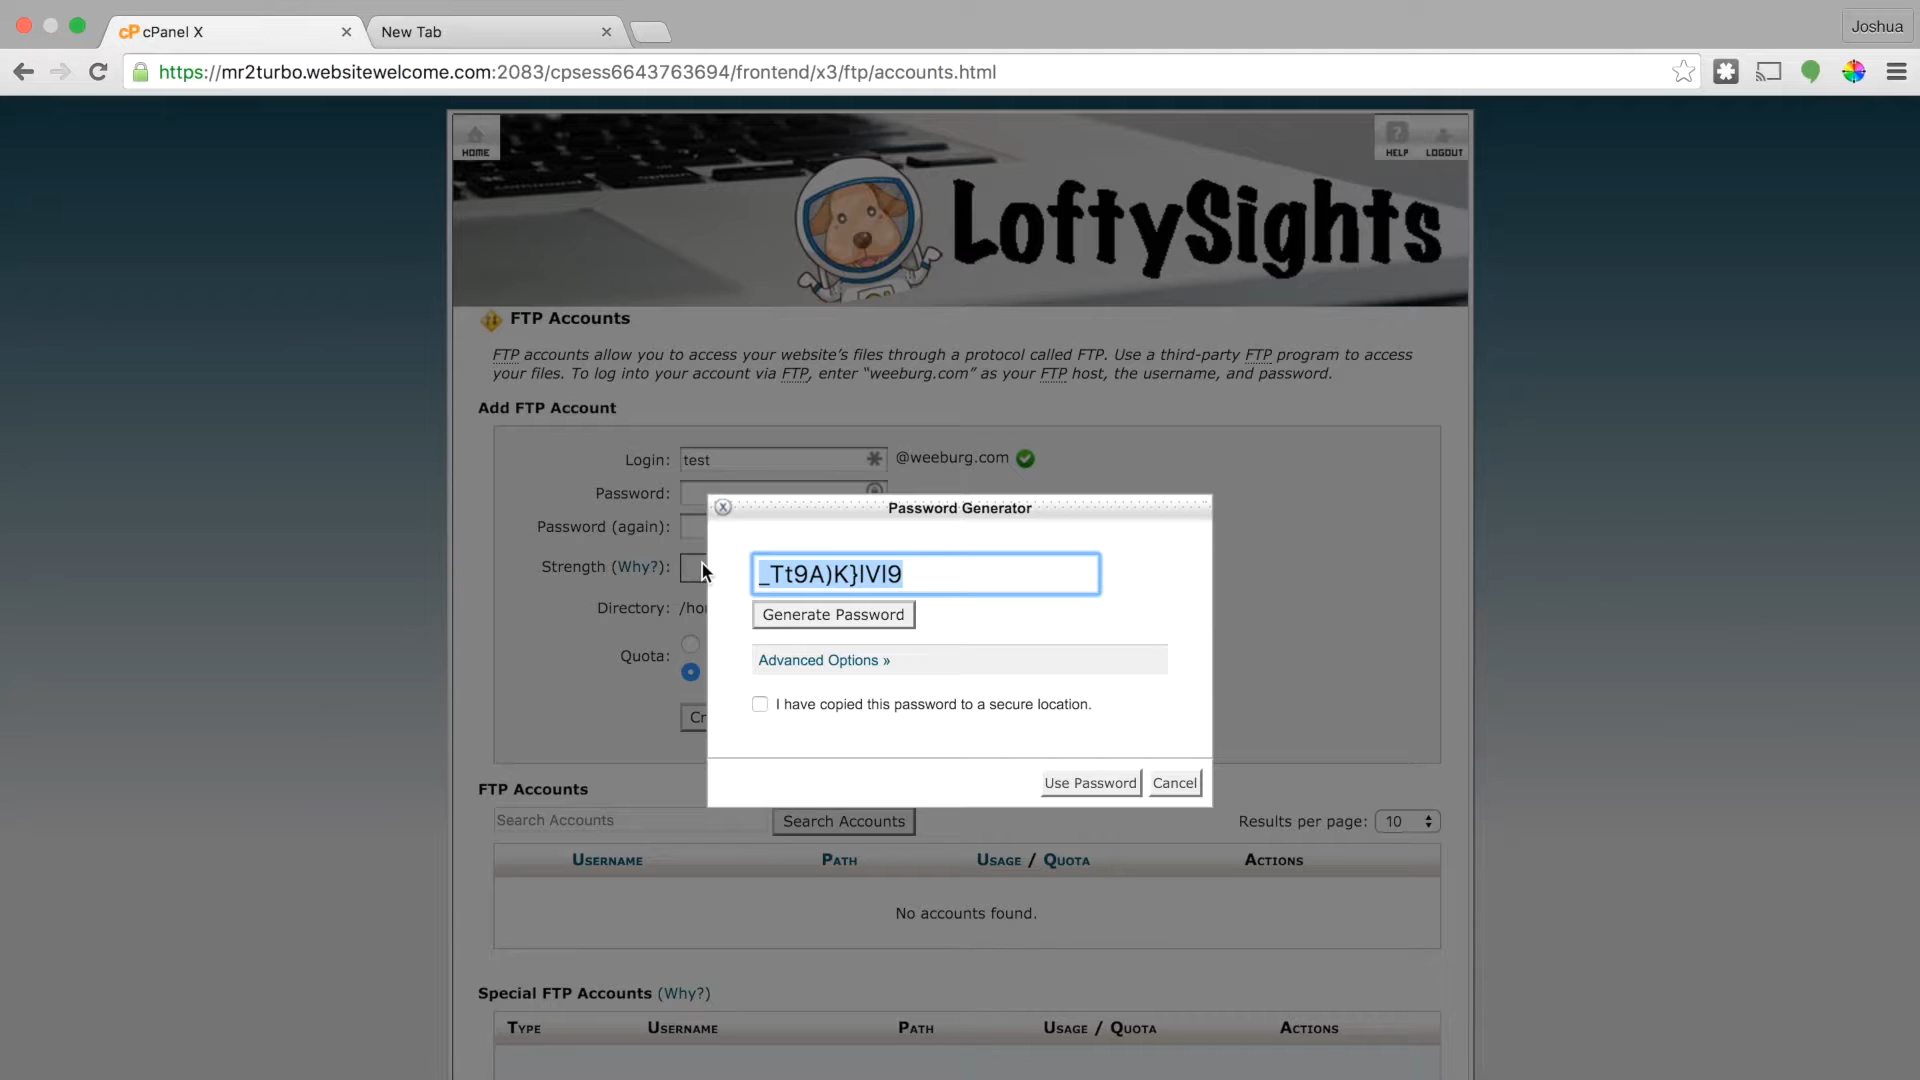 cP cPanel X
New Tab
Joshua
https://mr2turbo.websitewelcome.com:2083/cpsess6643763694/frontend/x3/ftp/accounts.html
HOME
HELP
LOGOUT
LoftySights
FTP Accounts
FTP accounts allow you to access your website's files through a protocol called FTP. Use a third-party FTP program to access
your files. To log into your account via FTP, enter "weeburg.com" as your FTP host, the username, and password.
Add FTP Account
Login: test @weeburg.com
Password:
Password Generator
Password (again):
Strength (Why?):
_Tt9A)K}lVl9
Directory: /ho
Generate Password
Quota:
Advanced Options »
I have copied this password to a secure location.
Cr
Use Password
Cancel
FTP Accounts
Search Accounts
Search Accounts
Results per page: 10
USERNAME PATH USAGE / QUOTA ACTIONS
No accounts found.
Special FTP Accounts (Why?)
TYPE USERNAME PATH USAGE / QUOTA ACTIONS